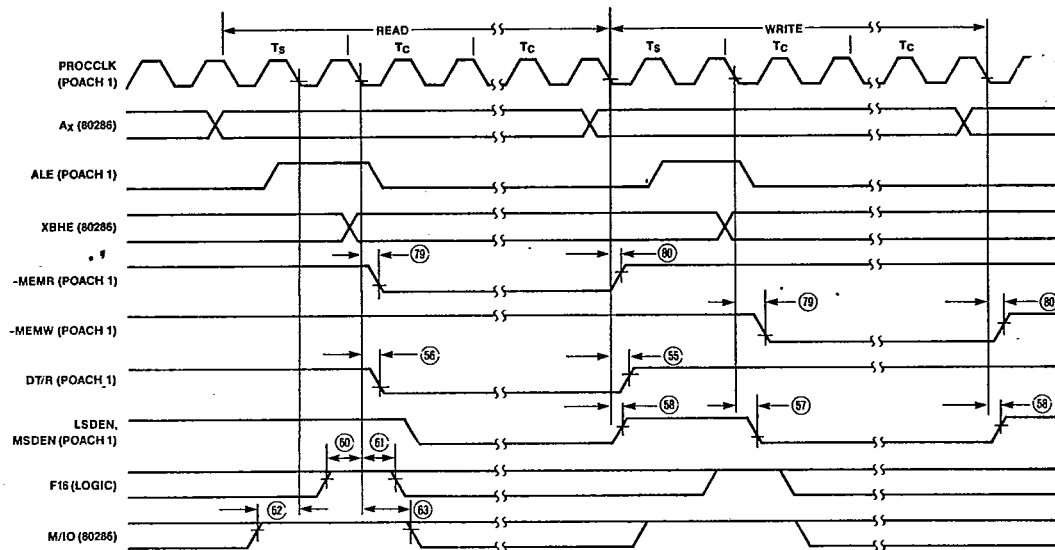 READ WRITE
TS TC TC TS TC TC
PROCCLK
(POACH 1)
AX (80286)
ALE (POACH 1)
XBHE (80286)
79 80
-MEMR (POACH 1)
79 80
-MEMW (POACH 1)
56 55
DT/R (POACH 1)
58 57 58
LSDEN,
MSDEN (POACH 1)
60 61
F16 (LOGIC)
62 63
M/IO (80286)